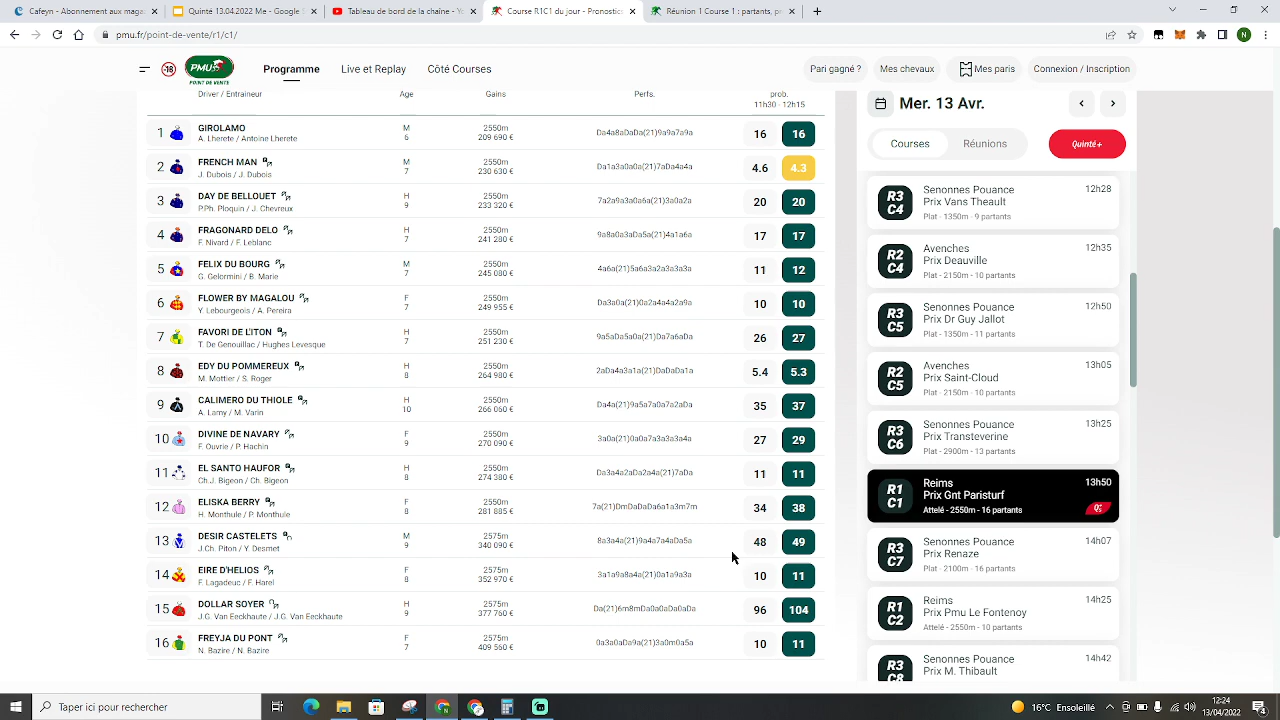 Cafeyn - Abonnement aux maga
Quinté 13.04.2022 Me - Google S
Tableau de bord de la chaîne - Yo
Course R1C1 du jour - Pronostic
Réunion 1 Course 1 : partants, pr
pmu.fr/point-de-vente/r1/c1/
N
18
PMU
POINT DE VENTE
Programme
Live et Replay
Côté Courses
Pari gagné ?
Mes chevaux
Mes paris
Connexion / Inscription
Driver / Entraineur
Age
Gains
Perfs.
prob.
11h30 - 12h15
1 GIROLAMO M 2550m Da4a8aDaDa(21)9a9a7a9a 16 16
A. Lherete / Antoine Lherete 7 209 690 €
2 FRENCH MAN M 2550m Da1a3a0a0a(21)7aDa4a4a 4.6 4.3
J. Dubois / J. Dubois 7 230 630 €
3 DAY DE BELLOUET H 2550m 7a2a9a3a0a6a(21)3a0a2a 20 20
P.Ph. Ploquin / J. Chevreux 9 233 320 €
4 FRAGONARD DELO H 2550m 9a8a0a3aDa5a(21)4a1a6a 17 17
F. Nivard / F. Leblanc 7 241 280 €
5 FELIX DU BOURG M 2550m 4a6a(21)5a6a3a2a3a3a3a 11 12
G. Gelormini / B. Marie 7 245 080 €
6 FLOWER BY MAGALOU F 2550m Da3a0a(21)0a2a4a4a2a9a 10 10
Y. Lebourgeois / A. Pereira 7 249 955 €
7 FAVORI DE L'ITON H 2550m 9a5aDa5a0a(21)Da7a6aDa 26 27
T. De Genouillac / Hughes Levesque 7 251 230 €
8 EDY DU POMMEREUX H 2550m 2aDa4a3a1a(21)DaDaDa1a 5.4 5.3
M. Mottier / S. Roger 8 264 980 €
9 CALIMERO DU THIOLE H 2550m Da4a(21)9a5a7a0a7aDa2a 35 37
A. Lamy / M. Varin 10 266 060 €
10 DIVINE DE NAVARY F 2550m 3a0a(21)0a0a7a3a3a3a4a 27 29
F. Ouvrie / P. Hachin 9 270 090 €
11 EL SANTO HAUFOR H 2550m Da3a4a2aDa2a4a(21)7aDa 11 11
Ch.J. Bigeon / Ch. Bigeon 8 274 380 €
12 ELISKA BERRY F 2550m 7a(21)DmDaDaDa6a1a3m7m 34 38
H. Monthule / P. Monthule 8 281 885 €
13 DESIR CASTELETS M 2575m 8a3a4a(21)9a4a7a4aDa5a 48 49
J.Ch. Piton / Y. Desmet 9 340 090 €
14 EIRE D'HELIOS F 2575m 3a1a9a8a4a(21)0a1a9a3a 10 11
F. Lagadeuc / F. Harel 8 352 970 €
15 DOLLAR SOYER H 2575m Da(21)6m8mDa0a0aDa0aDa 96 104
J.G. Van Eeckhaute / J.G. Van Eeckhaute 9 377 760 €
16 FREYJA DU PONT F 2575m 0a3a0aDa9a(21)3a0m0a5a 10 11
N. Bazire / N. Bazire 7 409 560 €
Mer. 13 Avr.
Courses
Réunions
Quinté+
R3 C4 Senonnes Pouance 12h28
Prix Vans Theault
Plat - 1350m - 9 partants
R2 C4 Avenches 12h35
Prix Deauville
Plat - 2150m - 10 partants
R3 C5 Senonnes Pouance 12h50
Prix Dr Guy Jallot
Plat - 1350m - 11 partants
R2 C5 Avenches 13h05
Prix Saint-Cloud
Plat - 2150m - 10 partants
R3 C6 Senonnes Pouance 13h25
Prix Transteverine
Plat - 2900m - 13 partants
R1 C1 Reims 13h50
Prix Gnt Paristurf
Attelé - 2550m - 16 partants
R3 C7 Senonnes Pouance 14h07
Prix Renaze
Plat - 2100m - 16 partants
R1 C2 Reims 14h25
Prix Pmu Le Fontenoy
Attelé - 2550m - 10 partants
R3 C8 Senonnes Pouance 14h42
Prix M. Thibault
Taper ici pour rechercher
16°C Ensoleillé
12:24
13/04/2022